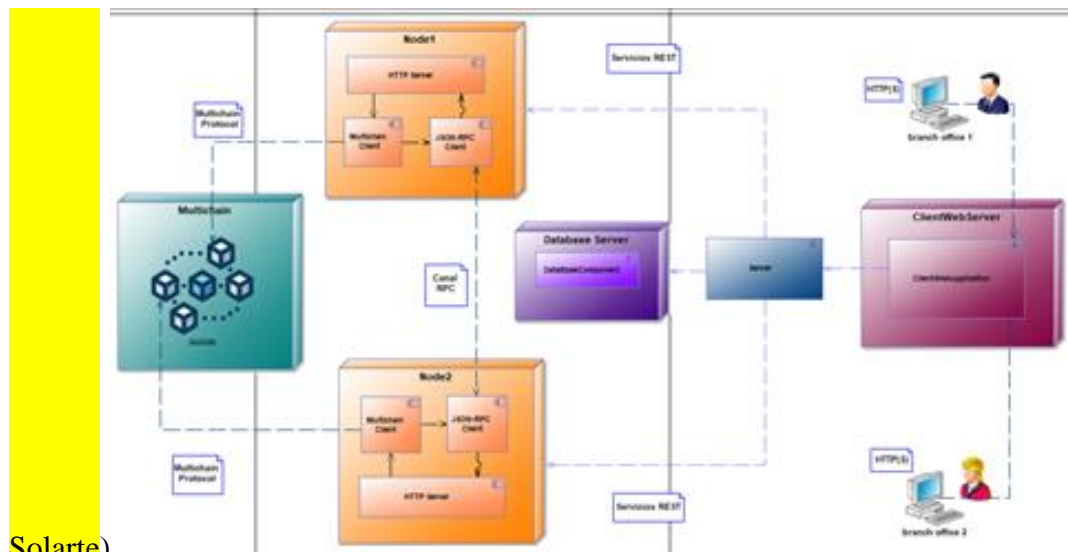 Node1
HTTP Server
Multichain
Client
JSON-RPC
Client
Servicios REST
HTTP(S)
branch office 1
Multichain
Protocol
Multichain
Canal
RPC
Database Server
DataBaseComponent
Server
ClientWebServer
ClientWebApplication
Node2
Multichain
Client
JSON-RPC
Client
HTTP Server
Multichain
Protocol
Servicios REST
HTTP(S)
branch office 2
Solarte)